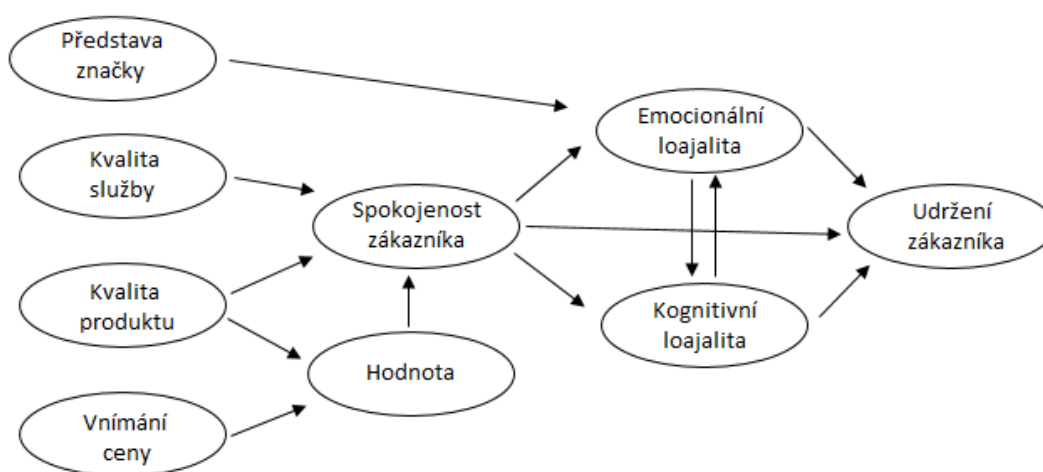 Představa
značky
Kvalita
služby
Kvalita
produktu
Vnímání
ceny
Spokojenost
zákazníka
Hodnota
Emocionální
loajalita
Kognitivní
loajalita
Udržení
zákazníka